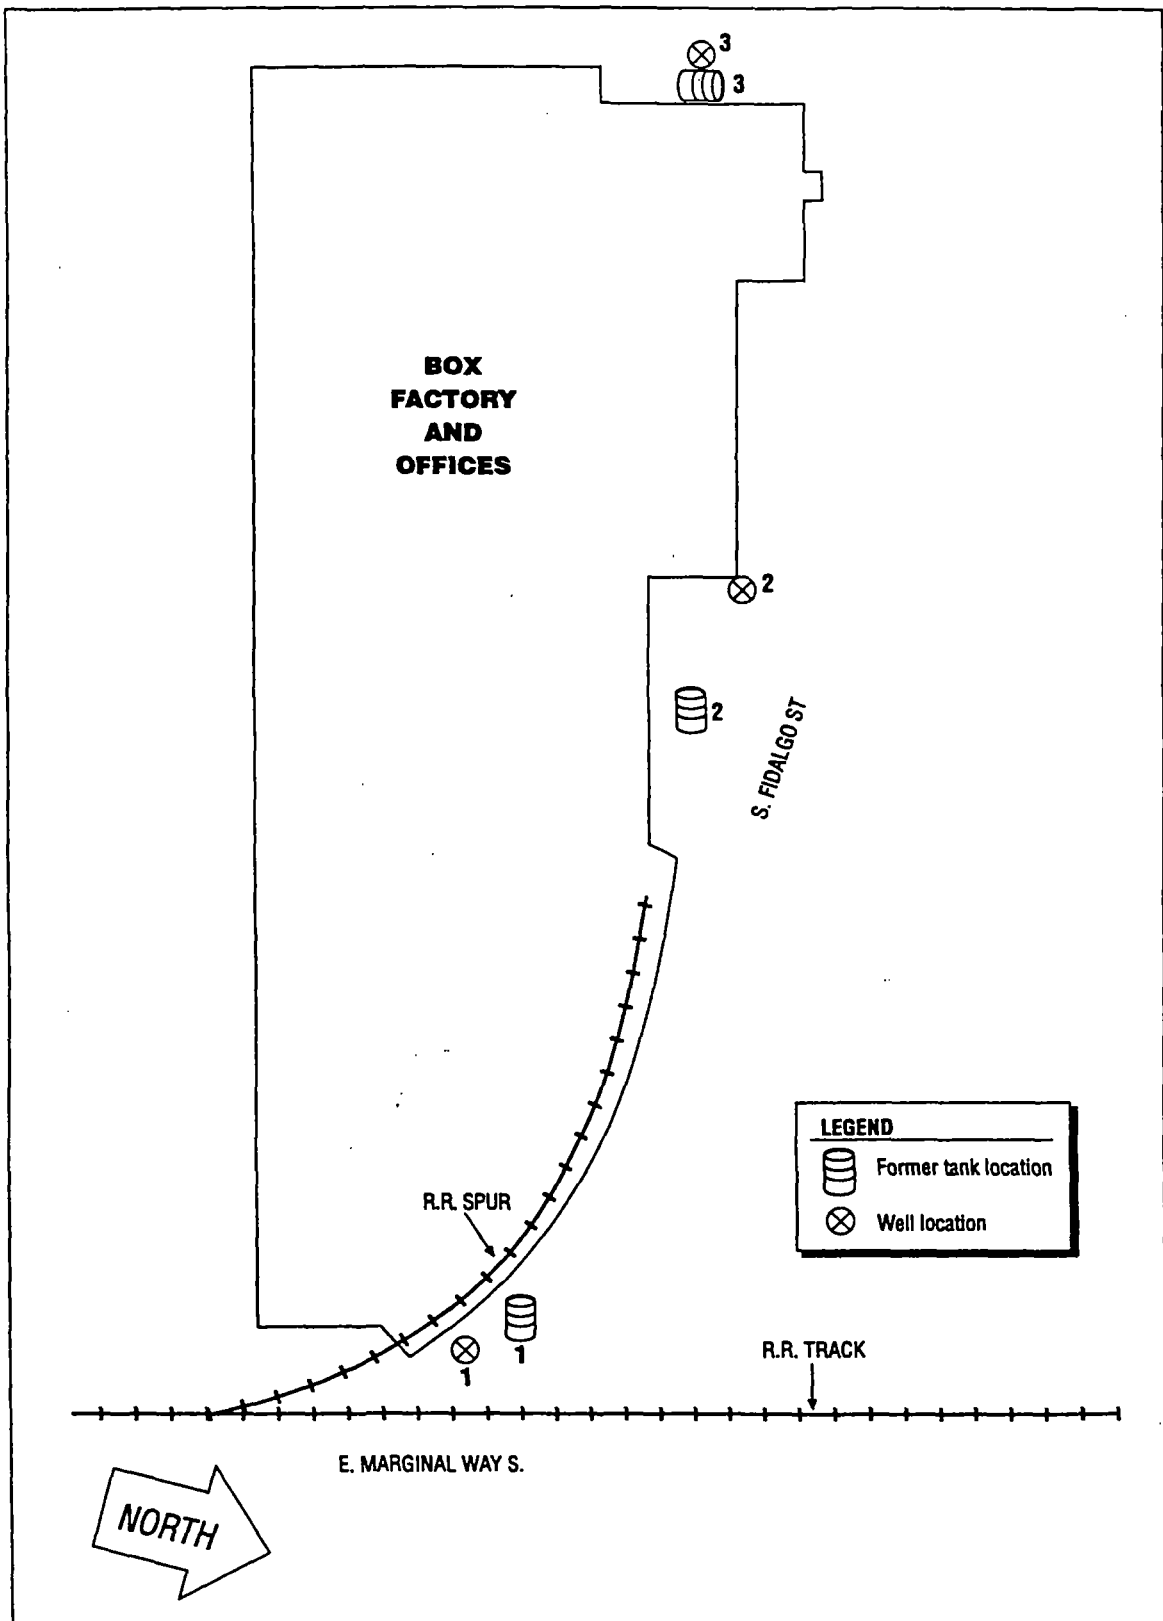 3
3
BOX
FACTORY
AND
OFFICES
2
2
S. FIDALGO ST
LEGEND
Former tank location
Well location
R.R. SPUR
1
1
R.R. TRACK
E. MARGINAL WAY S.
NORTH